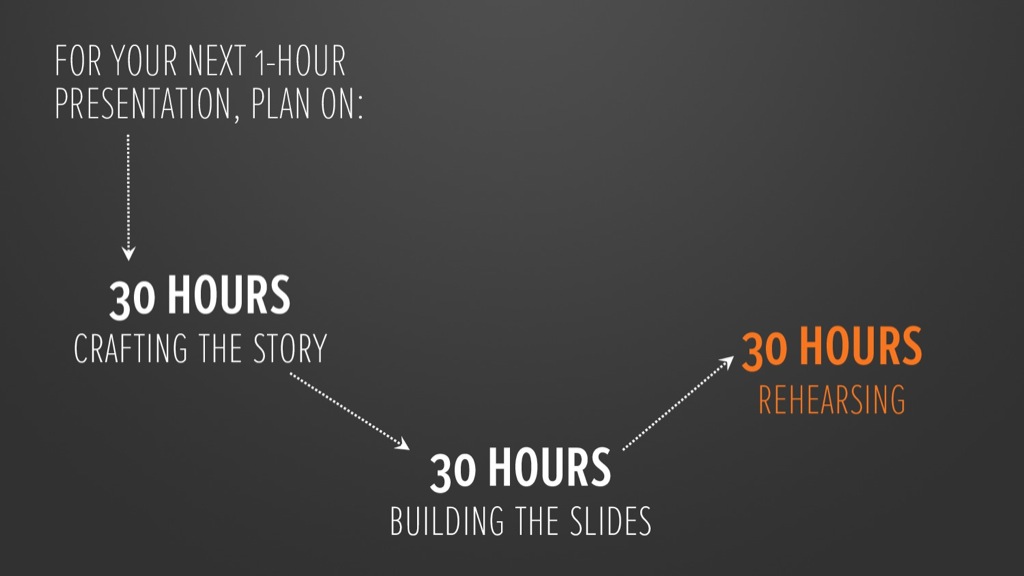 FOR YOUR NEXT 1-HOUR
PRESENTATION, PLAN ON:
30 HOURS
CRAFTING THE STORY
30 HOURS
BUILDING THE SLIDES
30 HOURS
REHEARSING